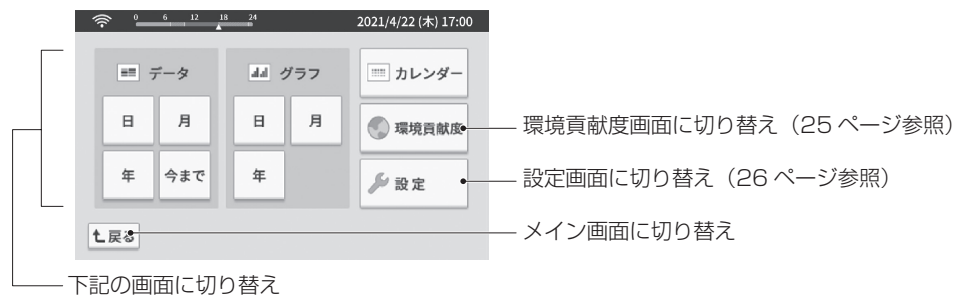 0 6 12 18 24 2021/4/22 (木) 17:00
データ グラフ カレンダー
日 月 日 月 環境貢献度
年 今まで 年 設定
戻る
環境貢献度画面に切り替え（25 ページ参照）
設定画面に切り替え（26 ページ参照）
メイン画面に切り替え
下記の画面に切り替え